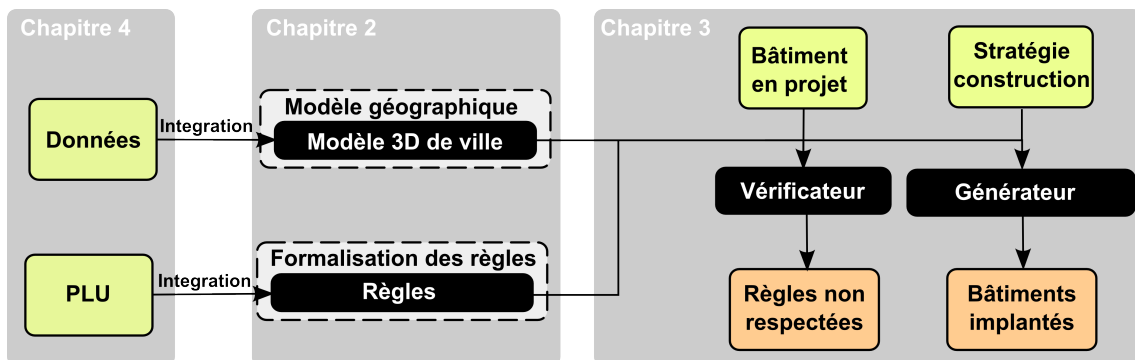 Chapitre 4
Données
PLU
Integration
Integration
Chapitre 2
Modèle géographique
Modèle 3D de ville
Formalisation des règles
Règles
Chapitre 3
Bâtiment
en projet
Stratégie
construction
Vérificateur
Générateur
Règles non
respectées
Bâtiments
implantés